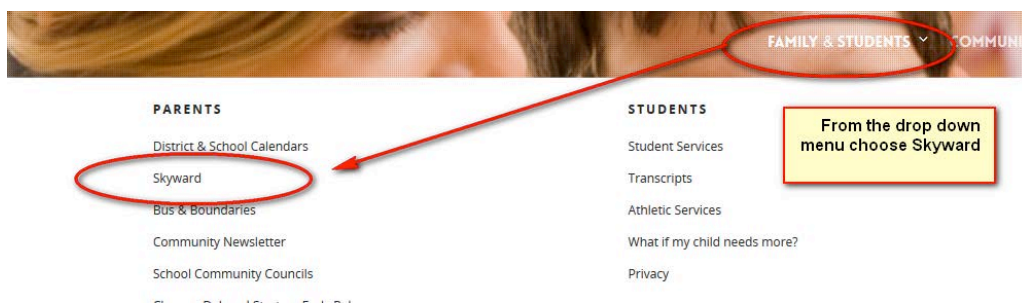 FAMILY & STUDENTS
PARENTS
District & School Calendars
Skyward
Bus & Boundaries
Community Newsletter
School Community Councils
STUDENTS
Student Services
Transcripts
Athletic Services
What if my child needs more?
Privacy
From the drop down
menu choose Skyward